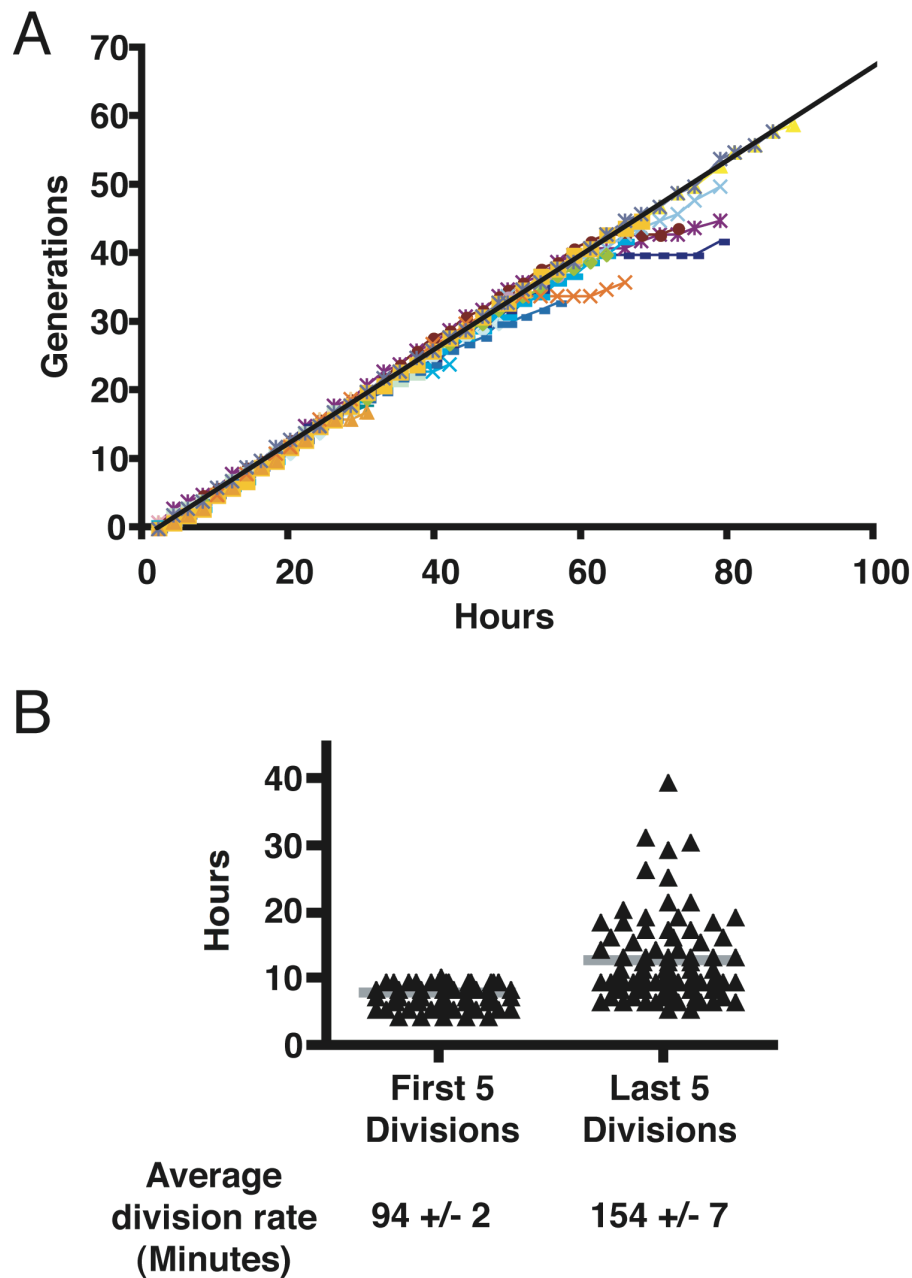 A
70
60
50
40
30
20
10
0
Generations
0 20 40 60 80 100
Hours
B
40
30
20
10
0
Hours
First 5 Last 5
Divisions Divisions
Average
division rate 94 +/- 2 154 +/- 7
(Minutes)